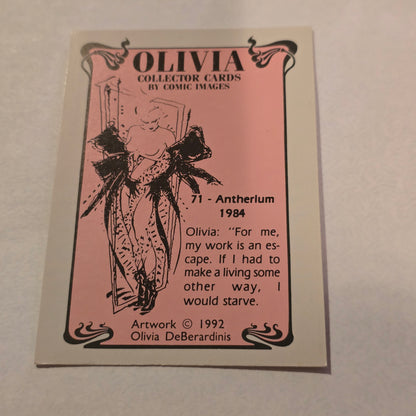 OLIVIA
COLLECTOR CARDS
BY COMIC IMAGES
71 - Antherium
1984
Olivia: "For me,
my work is an es-
cape. If I had to
make a living some
other way, I
would starve.
Artwork © 1992
Olivia DeBerardinis